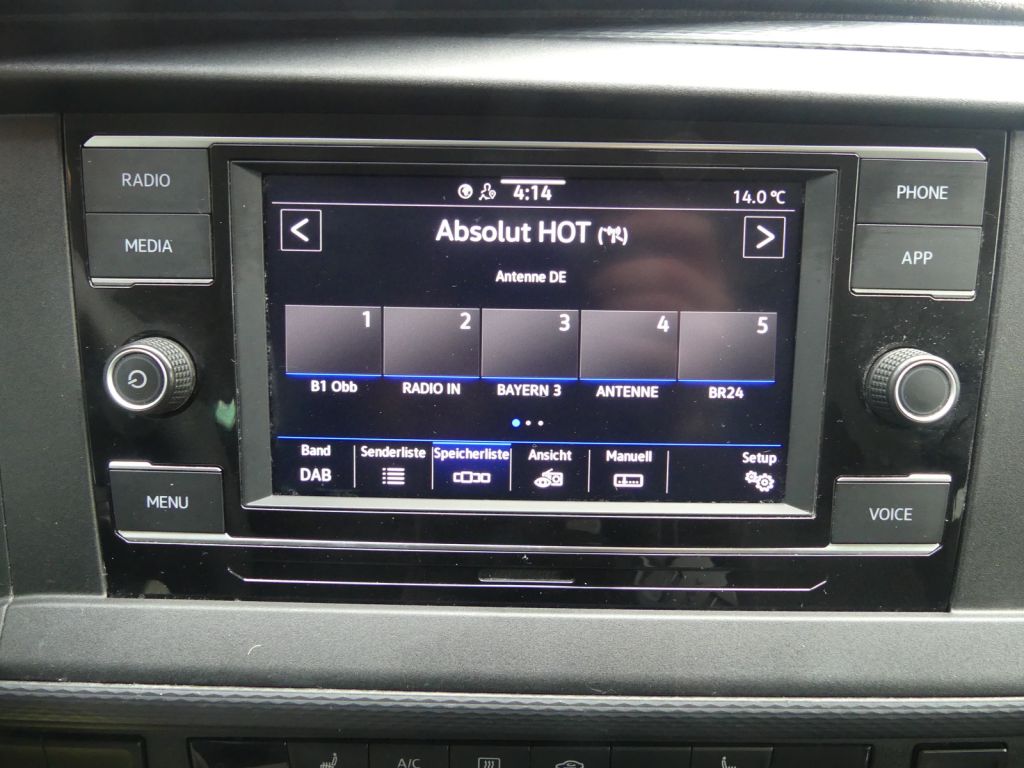 RADIO
MEDIA
MENU
4:14
14.0 °C
<
Absolut HOT
>
Antenne DE
1 2 3 4 5
B1 Obb RADIO IN BAYERN 3 ANTENNE BR24
Band Senderliste Speicherliste Ansicht Manuell Setup
DAB
PHONE
APP
VOICE
A/C